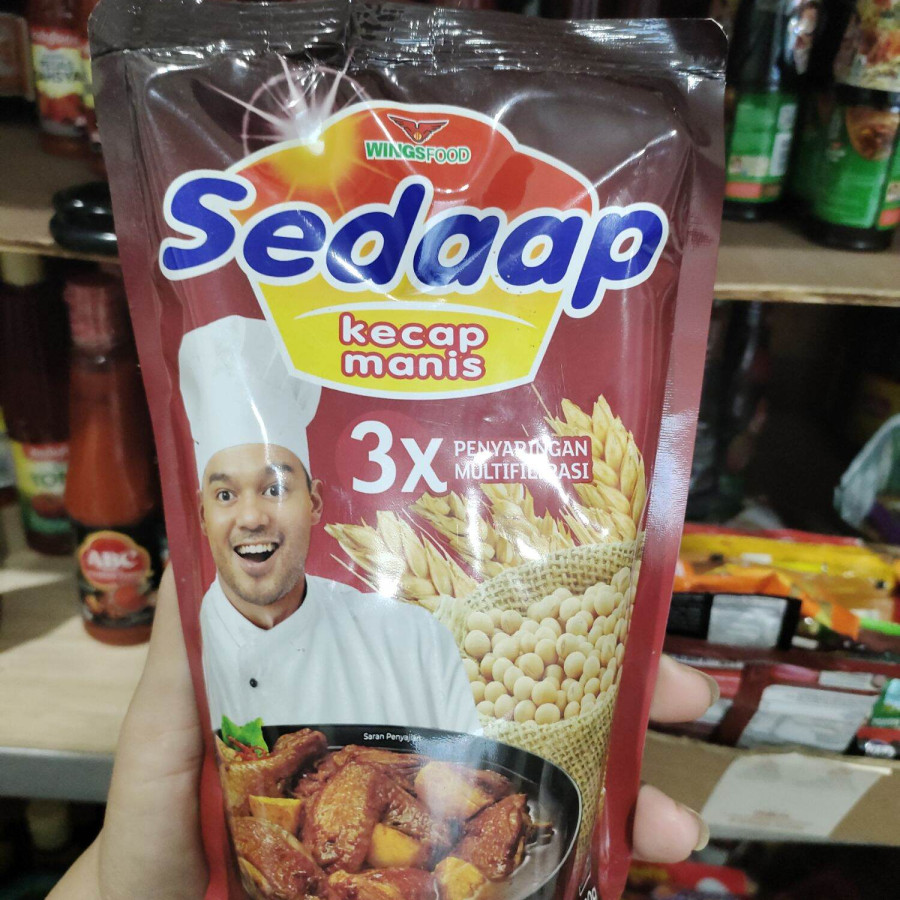 WINGSFOOD
Sedaap
kecap
manis
3x
PENYARINGAN
MULTIFILTRASI
Saran Penyajian
ABC